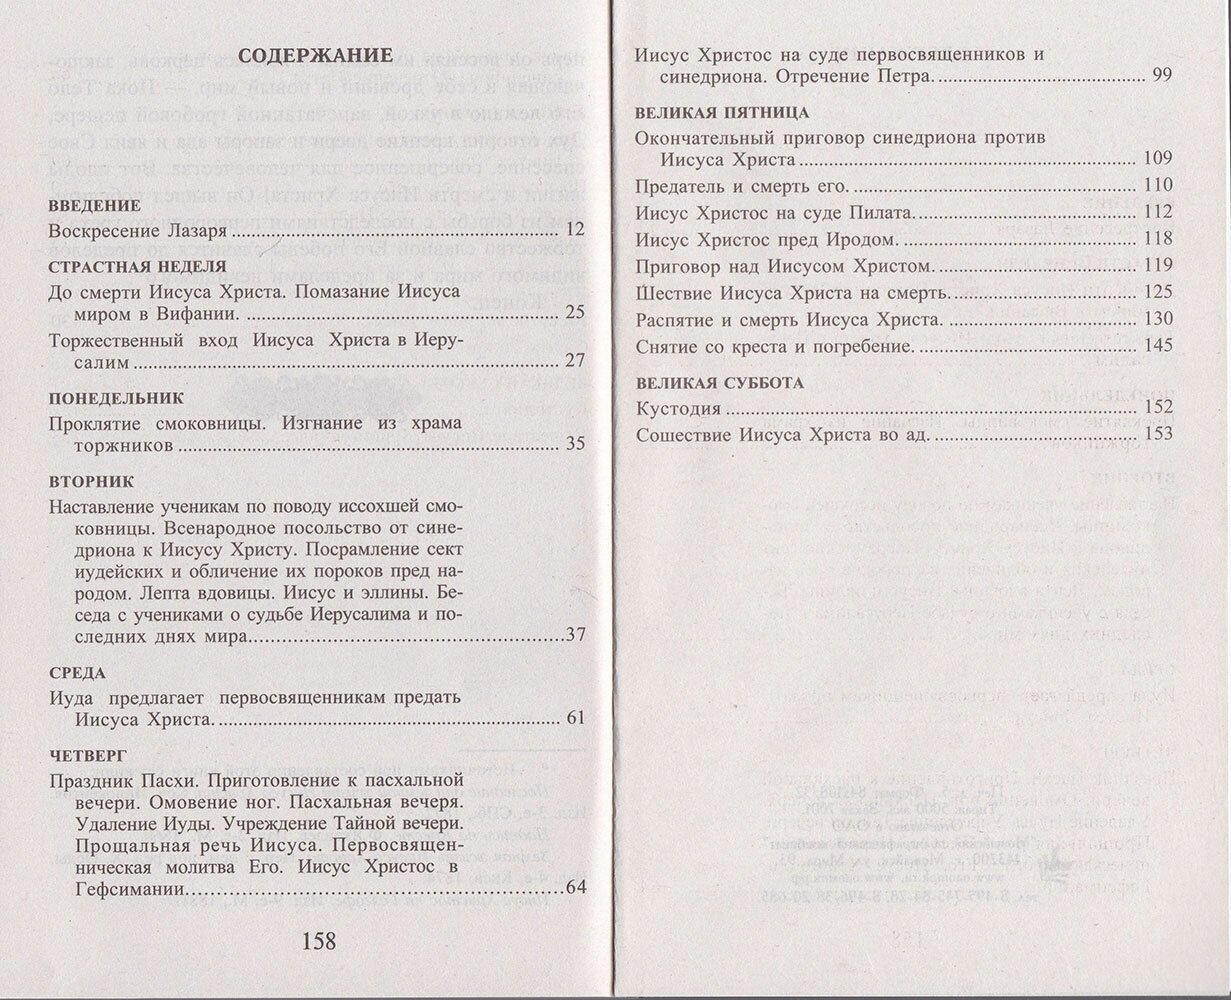 СОДЕРЖАНИЕ
ВВЕДЕНИЕ
Воскресение Лазаря ........ 12
СТРАСТНАЯ НЕДЕЛЯ
До смерти Иисуса Христа. Помазание Иисуса
миром в Вифании. ........ 25
Торжественный вход Иисуса Христа в Иеру-
салим ........ 27
ПОНЕДЕЛЬНИК
Проклятие смоковницы. Изгнание из храма
торжников ........ 35
ВТОРНИК
Наставление ученикам по поводу иссохшей смо-
ковницы. Всенародное посольство от сине-
дриона к Иисусу Христу. Посрамление сект
иудейских и обличение их пороков пред на-
родом. Лепта вдовицы. Иисус и эллины. Бе-
седа с учениками о судьбе Иерусалима и по-
следних днях мира ........ 37
СРЕДА
Иуда предлагает первосвященникам предать
Иисуса Христа. ........ 61
ЧЕТВЕРГ
Праздник Пасхи. Приготовление к пасхальной
вечери. Омовение ног. Пасхальная вечеря.
Удаление Иуды. Учреждение Тайной вечери.
Прощальная речь Иисуса. Первосвящен-
ническая молитва Его. Иисус Христос в
Гефсимании ........ 64
158
Иисус Христос на суде первосвященников и
синедриона. Отречение Петра. ........ 99
ВЕЛИКАЯ ПЯТНИЦА
Окончательный приговор синедриона против
Иисуса Христа ........ 109
Предатель и смерть его. ........ 110
Иисус Христос на суде Пилата. ........ 112
Иисус Христос пред Иродом. ........ 118
Приговор над Иисусом Христом. ........ 119
Шествие Иисуса Христа на смерть. ........ 125
Распятие и смерть Иисуса Христа. ........ 130
Снятие со креста и погребение. ........ 145
ВЕЛИКАЯ СУББОТА
Кустодия ........ 152
Сошествие Иисуса Христа во ад. ........ 153